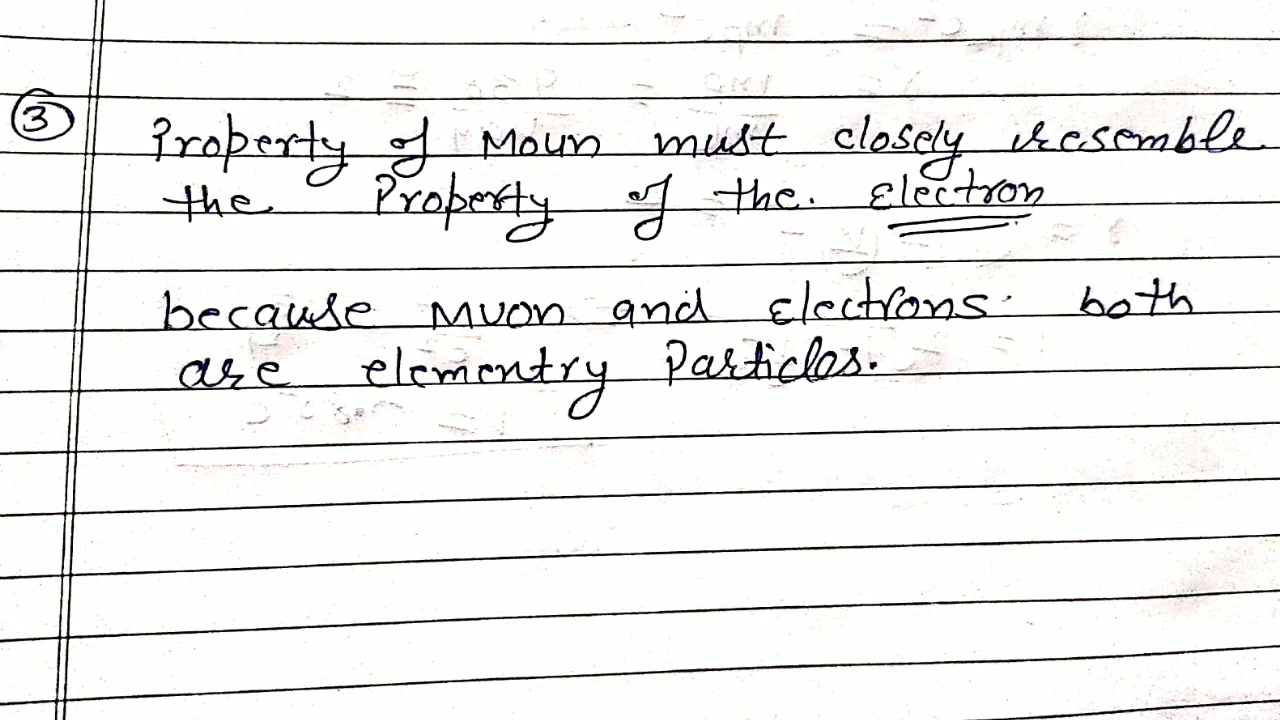 3
Property of Moun must closely resemble
the Property of the. Electron
because Muon and Electrons. both
are elementry Particles.